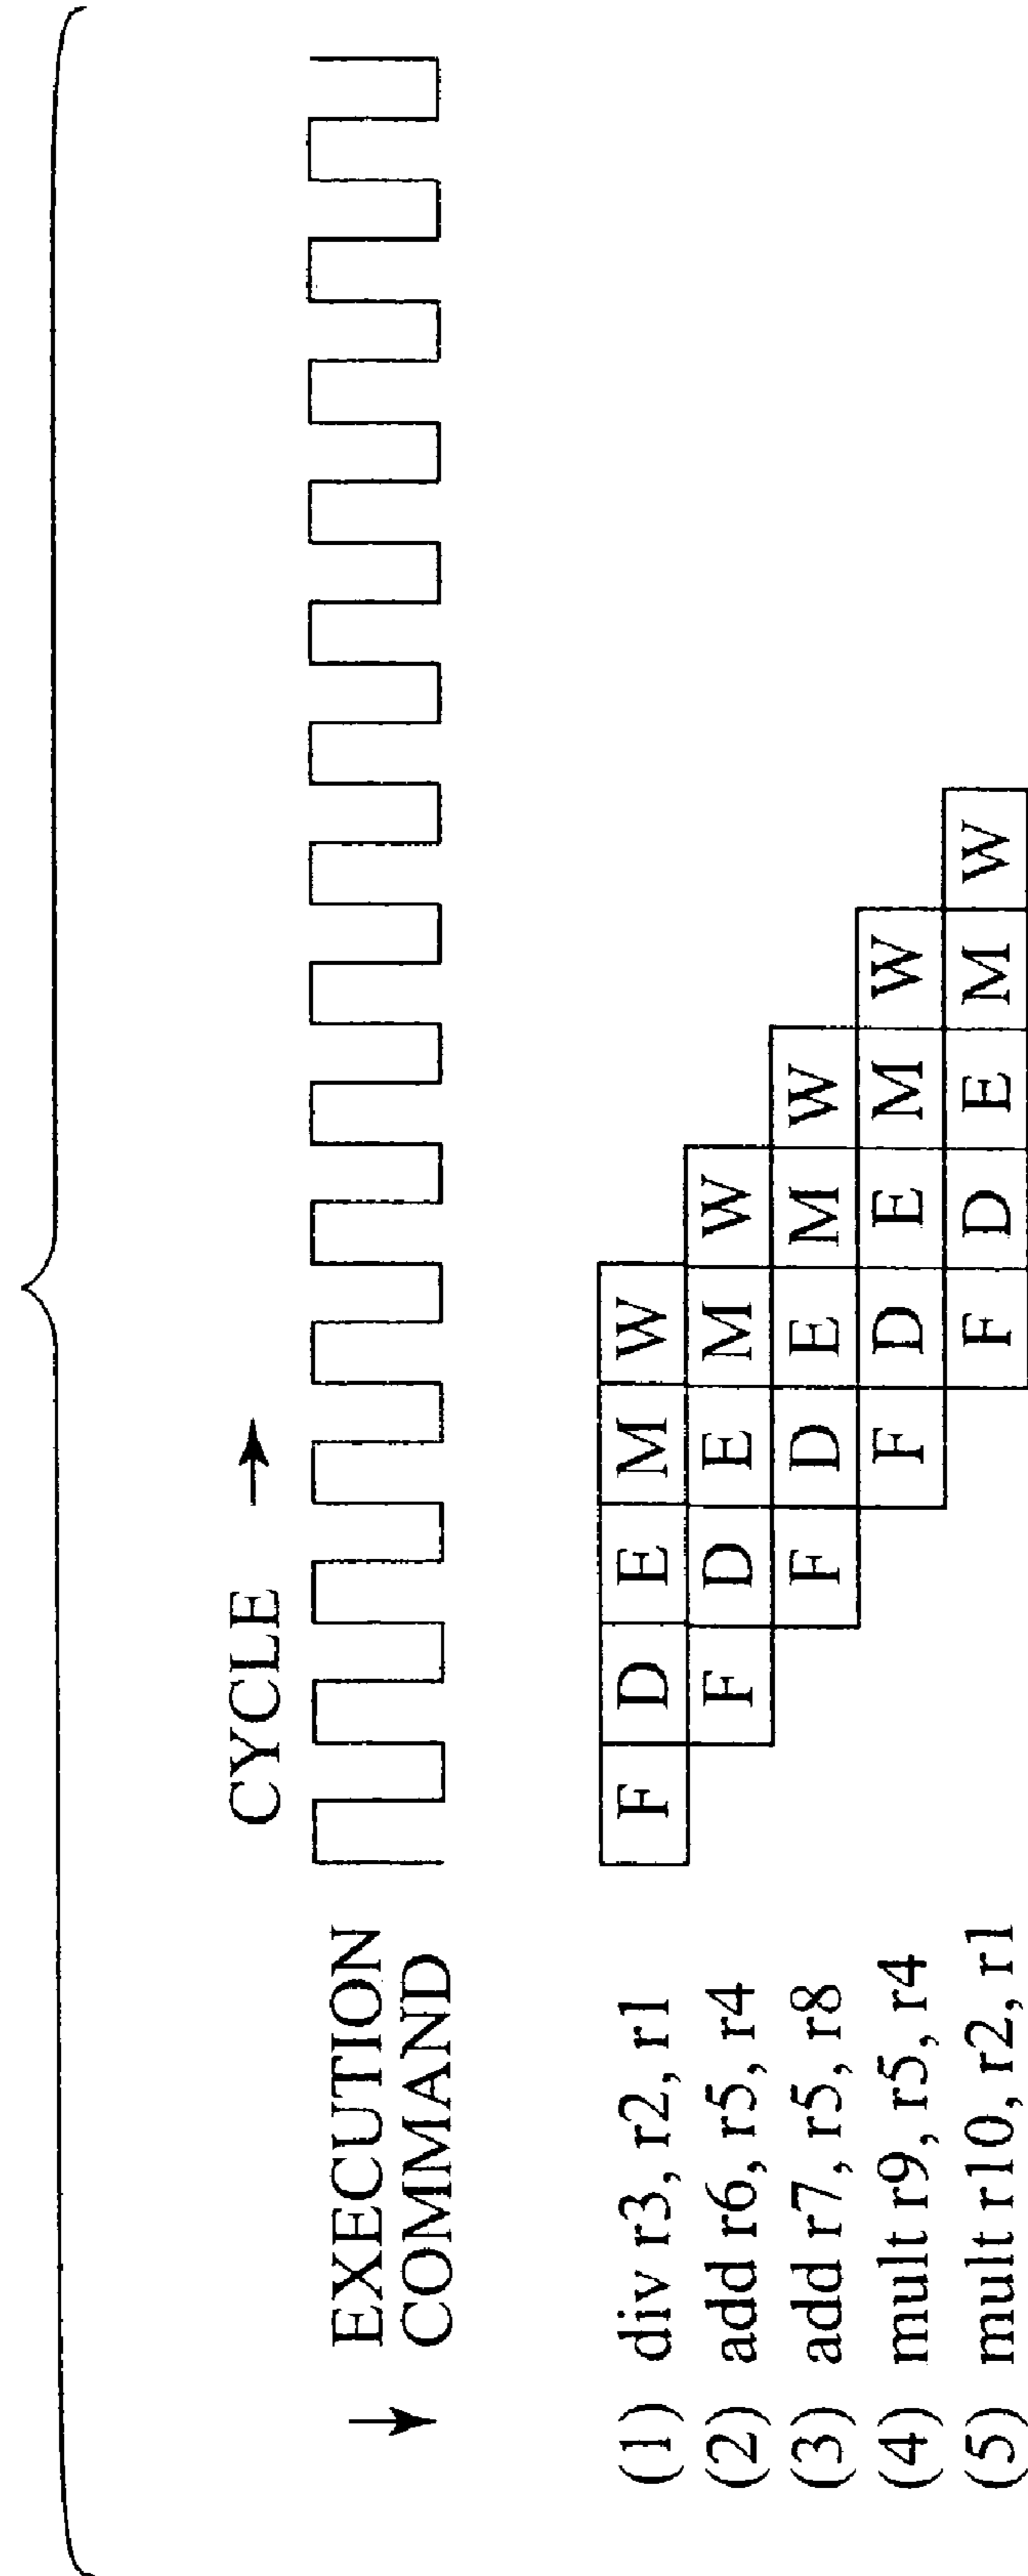 CYCLE
EXECUTION
COMMAND
(1) div r3, r2, r1 F D E M W
(2) add r6, r5, r4 F D E M W
(3) add r7, r5, r8 F D E M W
(4) mult r9, r5, r4 F D E M W
(5) mult r10, r2, r1 F D E M W